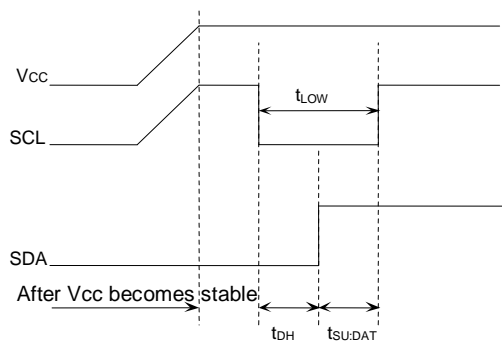 VCC
tLOW
SCL
SDA
After Vcc becomes stable
tDH tSU:DAT